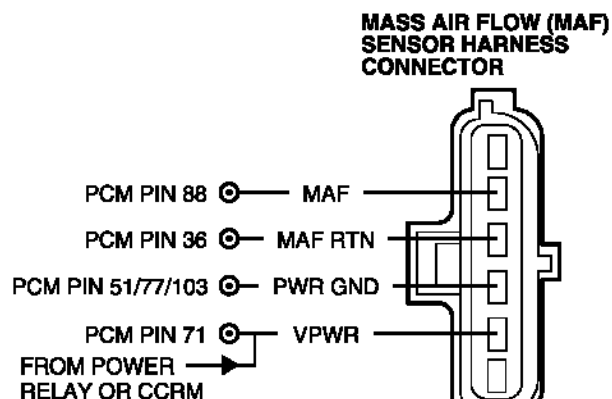 MASS AIR FLOW (MAF)
SENSOR HARNESS
CONNECTOR
PCM PIN 88 MAF
PCM PIN 36 MAF RTN
PCM PIN 51/77/103 PWR GND
PCM PIN 71 VPWR
FROM POWER
RELAY OR CCRM